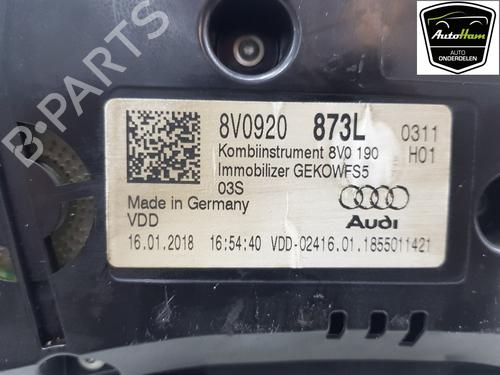 AutoHam
AUTO
ONDERDELEN
8V0920 873L 0311
Kombiinstrument 8V0 190 H01
Immobilizer GEKOWFS5
03S
Made in Germany
VDD
Audi
16.01.2018 16:54:40 VDD-02416.01.1855011421
B-PARTS